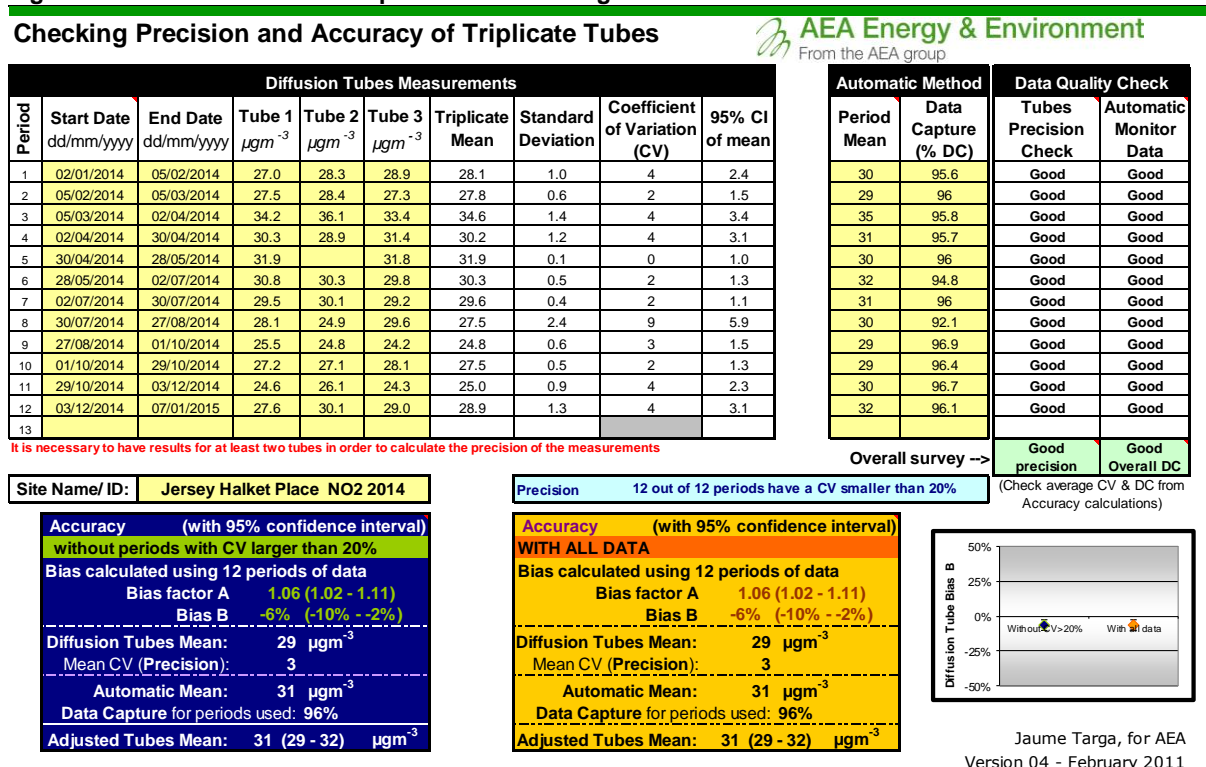 Checking Precision and Accuracy of Triplicate Tubes
AEA Energy & Environment
From the AEA group
Diffusion Tubes Measurements
Automatic Method
Data Quality Check
Period Start Date dd/mm/yyyy End Date dd/mm/yyyy Tube 1 µgm-3 Tube 2 µgm-3 Tube 3 µgm-3 Triplicate Mean Standard Deviation Coefficient of Variation (CV) 95% CI of mean Period Mean Data Capture (% DC) Tubes Precision Check Automatic Monitor Data
1 02/01/2014 05/02/2014 27.0 28.3 28.9 28.1 1.0 4 2.4 30 95.6 Good Good
2 05/02/2014 05/03/2014 27.5 28.4 27.3 27.8 0.6 2 1.5 29 96 Good Good
3 05/03/2014 02/04/2014 34.2 36.1 33.4 34.6 1.4 4 3.4 35 95.8 Good Good
4 02/04/2014 30/04/2014 30.3 28.9 31.4 30.2 1.2 4 3.1 31 95.7 Good Good
5 30/04/2014 28/05/2014 31.9 31.8 31.9 0.1 0 1.0 30 96 Good Good
6 28/05/2014 02/07/2014 30.8 30.3 29.8 30.3 0.5 2 1.3 32 94.8 Good Good
7 02/07/2014 30/07/2014 29.5 30.1 29.2 29.6 0.4 2 1.1 31 96 Good Good
8 30/07/2014 27/08/2014 28.1 24.9 29.6 27.5 2.4 9 5.9 30 92.1 Good Good
9 27/08/2014 01/10/2014 25.5 24.8 24.2 24.8 0.6 3 1.5 29 96.9 Good Good
10 01/10/2014 29/10/2014 27.2 27.1 28.1 27.5 0.5 2 1.3 29 96.4 Good Good
11 29/10/2014 03/12/2014 24.6 26.1 24.3 25.0 0.9 4 2.3 30 96.7 Good Good
12 03/12/2014 07/01/2015 27.6 30.1 29.0 28.9 1.3 4 3.1 32 96.1 Good Good
13
It is necessary to have results for at least two tubes in order to calculate the precision of the measurements
Overall survey --> Good precision Good Overall DC
(Check average CV & DC from Accuracy calculations)
Site Name/ ID: Jersey Halket Place NO2 2014
Precision 12 out of 12 periods have a CV smaller than 20%
Accuracy (with 95% confidence interval)
without periods with CV larger than 20%
Bias calculated using 12 periods of data
Bias factor A 1.06 (1.02 - 1.11)
Bias B -6% (-10% - -2%)
Diffusion Tubes Mean: 29 µgm-3
Mean CV (Precision): 3
Automatic Mean: 31 µgm-3
Data Capture for periods used: 96%
Adjusted Tubes Mean: 31 (29 - 32) µgm-3
Accuracy (with 95% confidence interval)
WITH ALL DATA
Bias calculated using 12 periods of data
Bias factor A 1.06 (1.02 - 1.11)
Bias B -6% (-10% - -2%)
Diffusion Tubes Mean: 29 µgm-3
Mean CV (Precision): 3
Automatic Mean: 31 µgm-3
Data Capture for periods used: 96%
Adjusted Tubes Mean: 31 (29 - 32) µgm-3
Diffusion Tube Bias B
50%
25%
0%
-25%
-50%
Without CV>20%
With all data
Jaume Targa, for AEA
Version 04 - February 2011